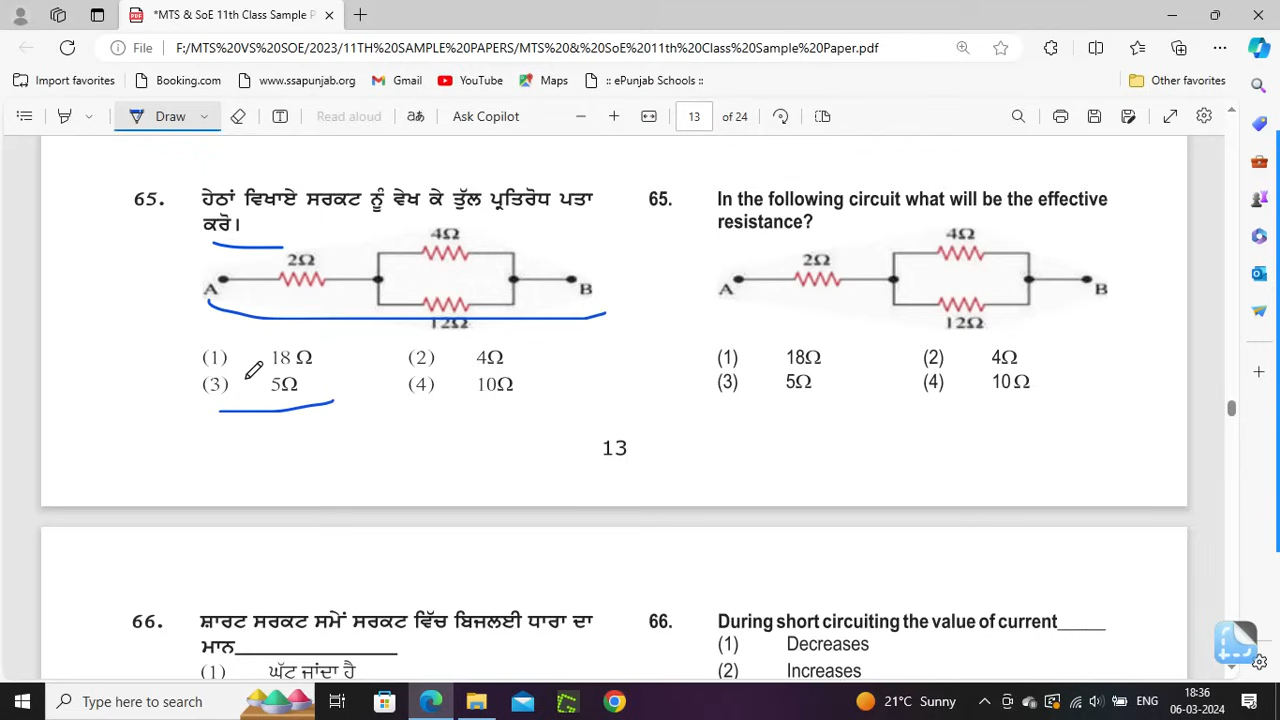 *MTS & SoE 11th Class Sample P
File
F:/MTS%20VS%20SOE/2023/11TH%20SAMPLE%20PAPERS/MTS%20&%20SoE%2011th%20Class%20Sample%20Paper.pdf
Import favorites
Booking.com
www.ssapunjab.org
Gmail
YouTube
Maps
:: ePunjab Schools ::
Other favorites
Draw
Read aloud
Ask Copilot
13
of 24
65. ਹੇਠਾਂ ਵਿਖਾਏ ਸਰਕਟ ਨੂੰ ਵੇਖ ਕੇ ਤੁੱਲ ਪ੍ਰਤਿਰੋਧ ਪਤਾ
ਕਰੋ।
4Ω
2Ω
A
B
12Ω
(1) 18 Ω (2) 4Ω
(3) 5Ω (4) 10Ω
65. In the following circuit what will be the effective
resistance?
4Ω
2Ω
A
B
12Ω
(1) 18Ω (2) 4Ω
(3) 5Ω (4) 10 Ω
13
66. ਸ਼ਾਰਟ ਸਰਕਟ ਸਮੇਂ ਸਰਕਟ ਵਿੱਚ ਬਿਜਲਈ ਧਾਰਾ ਦਾ
ਮਾਨ_________________
(1) ਘੱਟ ਜਾਂਦਾ ਹੈ
66. During short circuiting the value of current_____
(1) Decreases
(2) Increases
Type here to search
21°C Sunny
ENG
18:36
06-03-2024